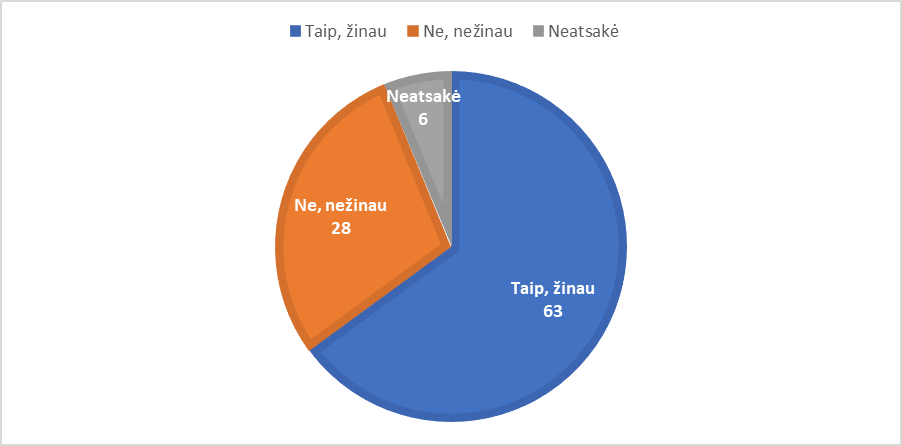 Taip, žinau Ne, nežinau Neatsakė
Neatsakė
6
Ne, nežinau
28
Taip, žinau
63